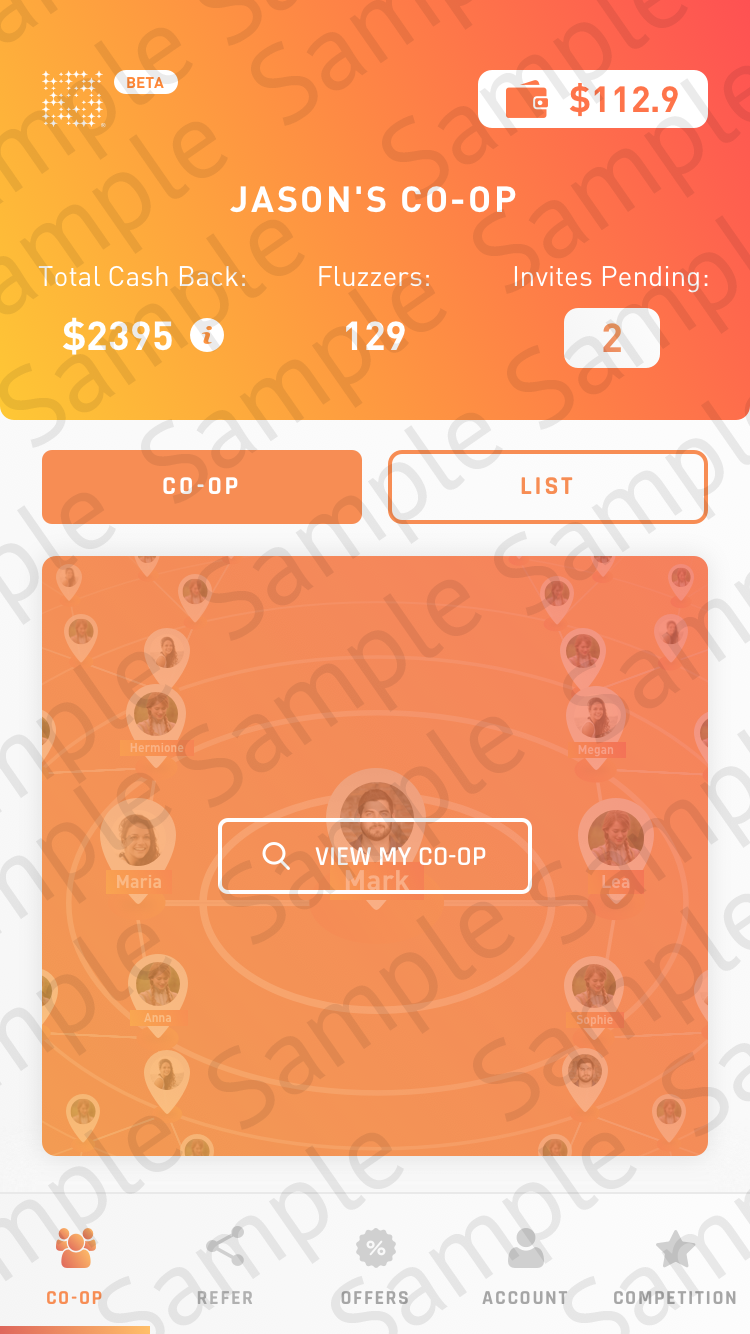 BETA
$112.9
JASON'S CO-OP
Total Cash Back:
Fluzzers:
Invites Pending:
$2395
129
2
CO-OP
LIST
Hermione
Megan
VIEW MY CO-OP
Maria
Mark
Lea
Anna
Sophie
CO-OP
REFER
OFFERS
ACCOUNT
COMPETITION
Sample